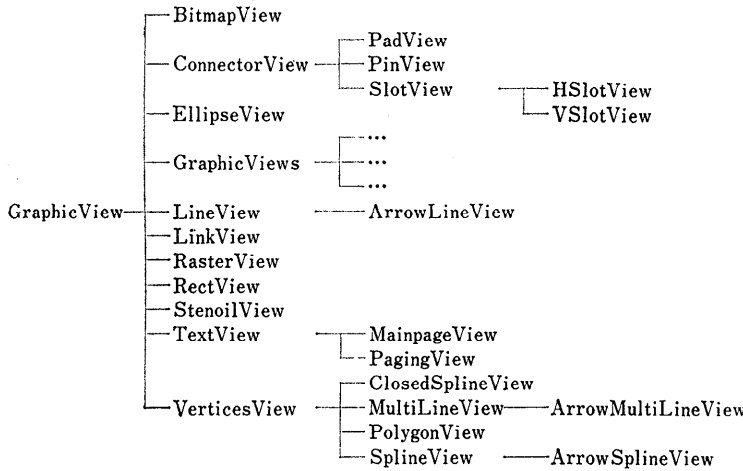 BitmapView
PadView
ConnectorView PinView
SlotView HSlotView
EllipseView VSlotView
...
GraphicViews ...
...
GraphicView LineView ArrowLineView
LinkView
RasterView
RectView
StenoilView
TextView MainpageView
PagingView
ClosedSplineView
VerticesView MultiLineView ArrowMultiLineView
PolygonView
SplineView ArrowSplineView